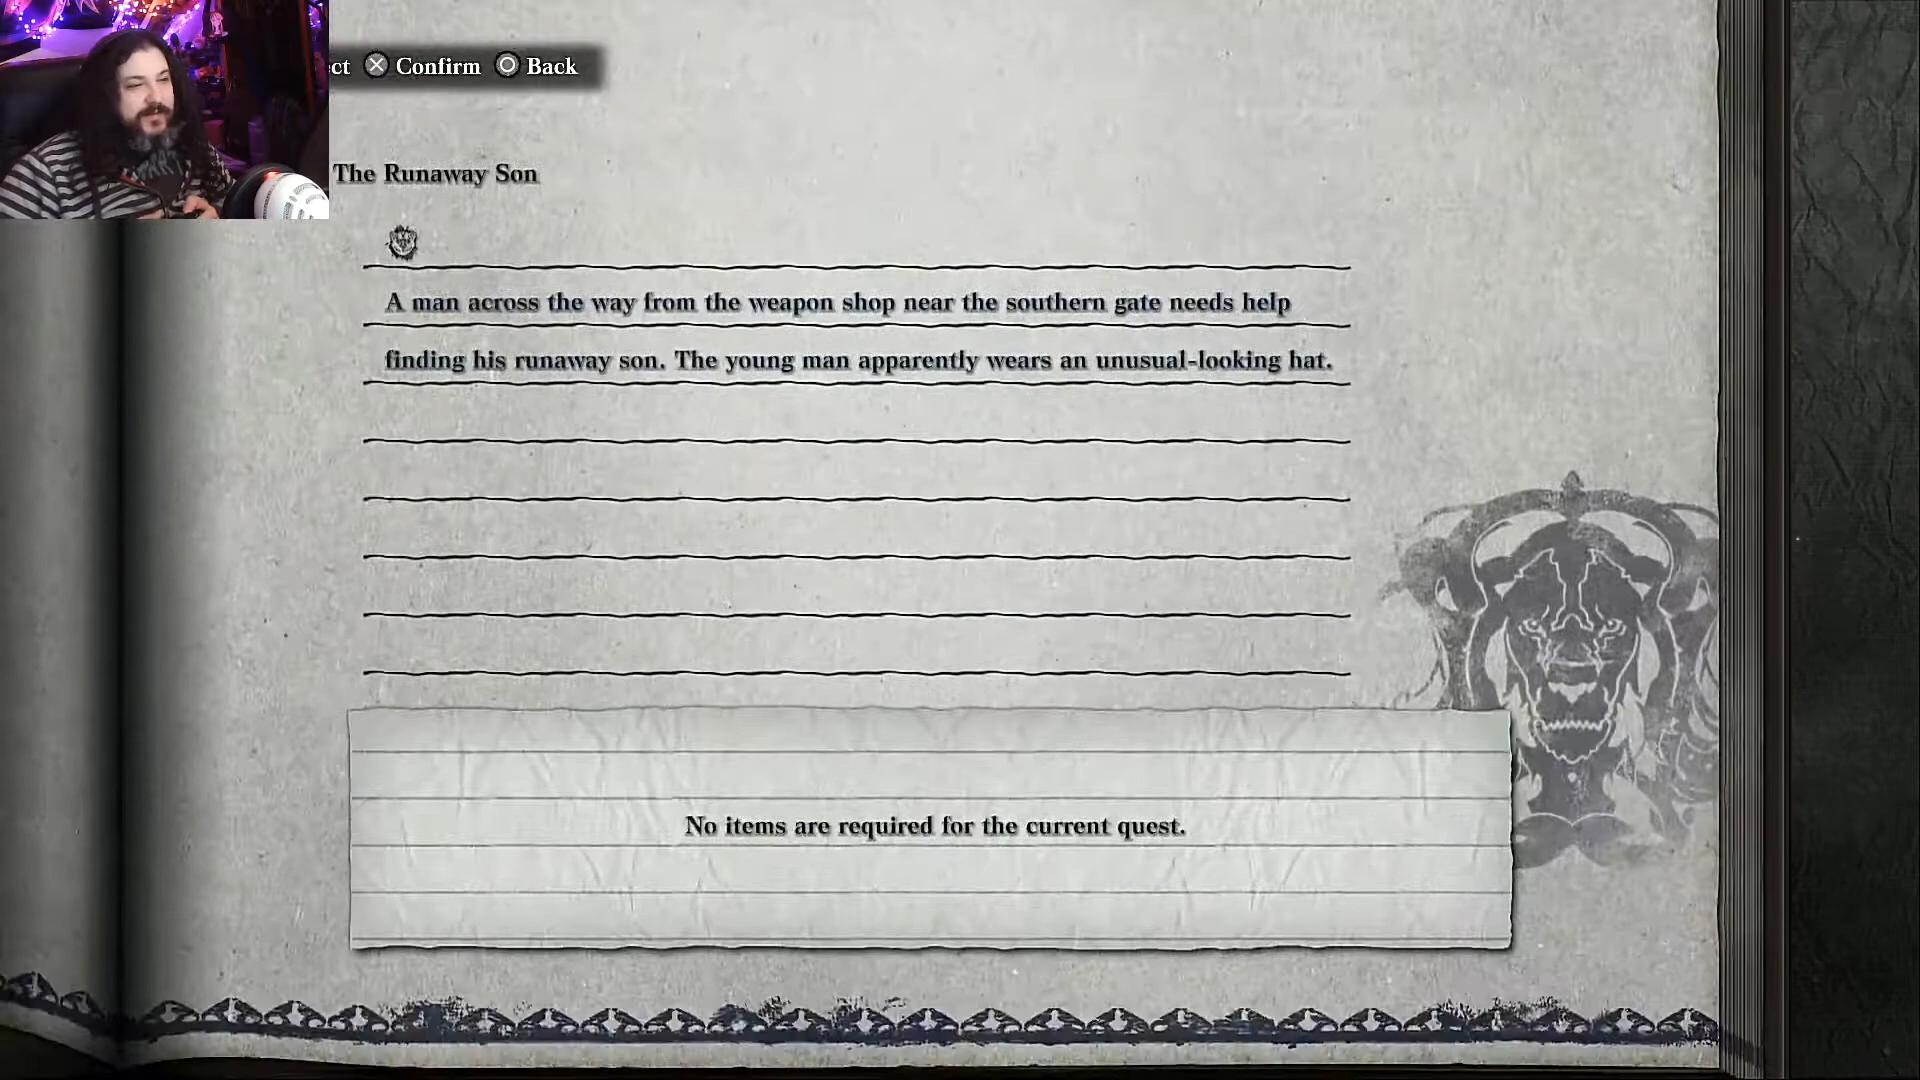 ct Confirm Back
The Runaway Son
A man across the way from the weapon shop near the southern gate needs help
finding his runaway son. The young man apparently wears an unusual-looking hat.
No items are required for the current quest.